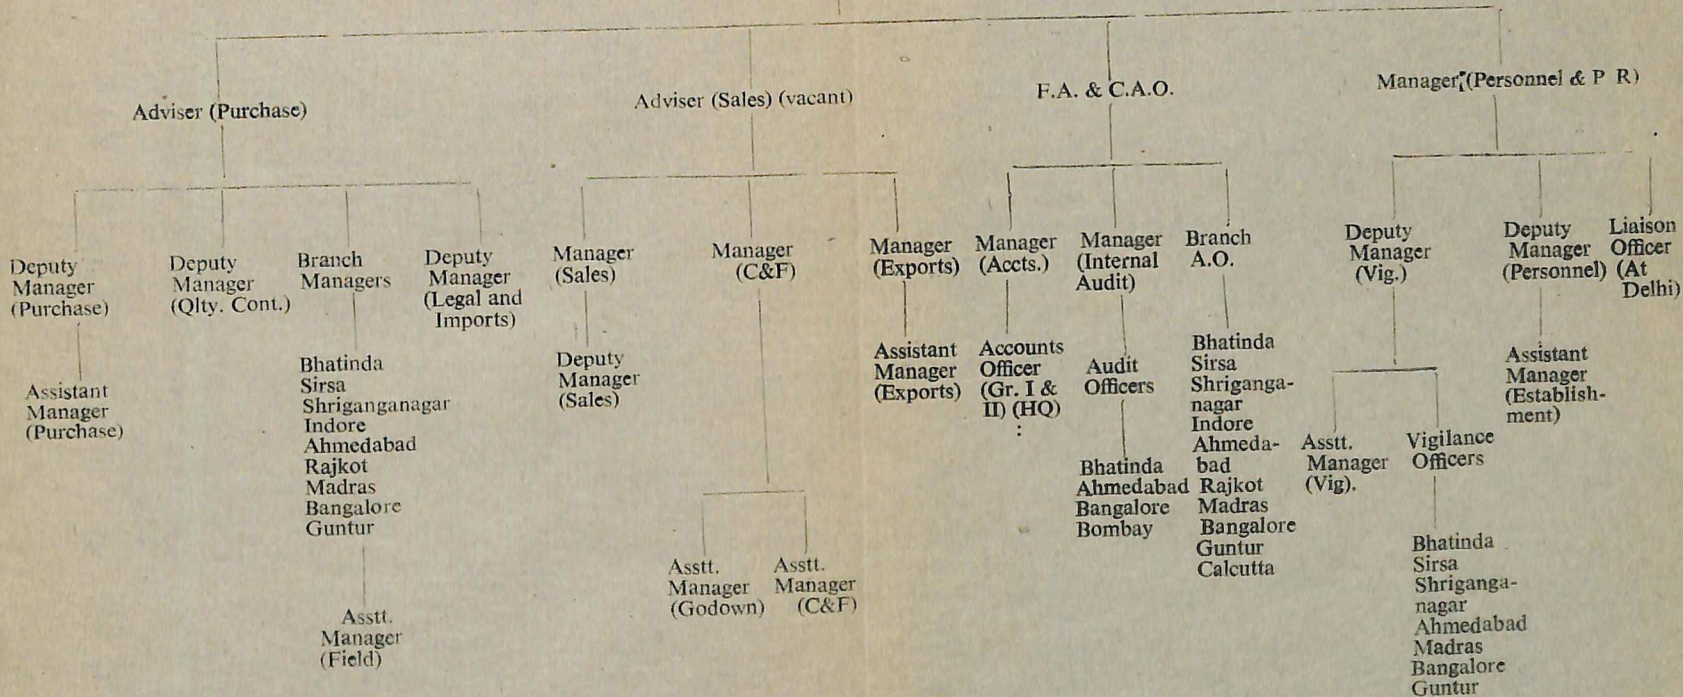 Adviser (Purchase)
Adviser (Sales) (vacant)
F.A. & C.A.O.
Manager (Personnel & P R)
Deputy
Manager
(Purchase)
Assistant
Manager
(Purchase)
Deputy
Manager
(Qlty. Cont.)
Branch
Managers
Bhatinda
Sirsa
Shriganganagar
Indore
Ahmedabad
Rajkot
Madras
Bangalore
Guntur
Asstt.
Manager
(Field)
Deputy
Manager
(Legal and
Imports)
Manager
(Sales)
Deputy
Manager
(Sales)
Manager
(C&F)
Asstt.
Manager
(Godown)
Asstt.
Manager
(C&F)
Manager
(Exports)
Assistant
Manager
(Exports)
Manager
(Accts.)
Accounts
Officer
(Gr. I &
II) (HQ)
Manager
(Internal
Audit)
Audit
Officers
Bhatinda
Ahmedabad
Bangalore
Bombay
Branch
A.O.
Bhatinda
Sirsa
Shriganga-
nagar
Indore
Ahmeda-
bad
Rajkot
Madras
Bangalore
Guntur
Calcutta
Deputy
Manager
(Vig.)
Asstt.
Manager
(Vig).
Vigilance
Officers
Bhatinda
Sirsa
Shriganga-
nagar
Ahmedabad
Madras
Bangalore
Guntur
Deputy
Manager
(Personnel)
Assistant
Manager
(Establish-
ment)
Liaison
Officer
(At
Delhi)